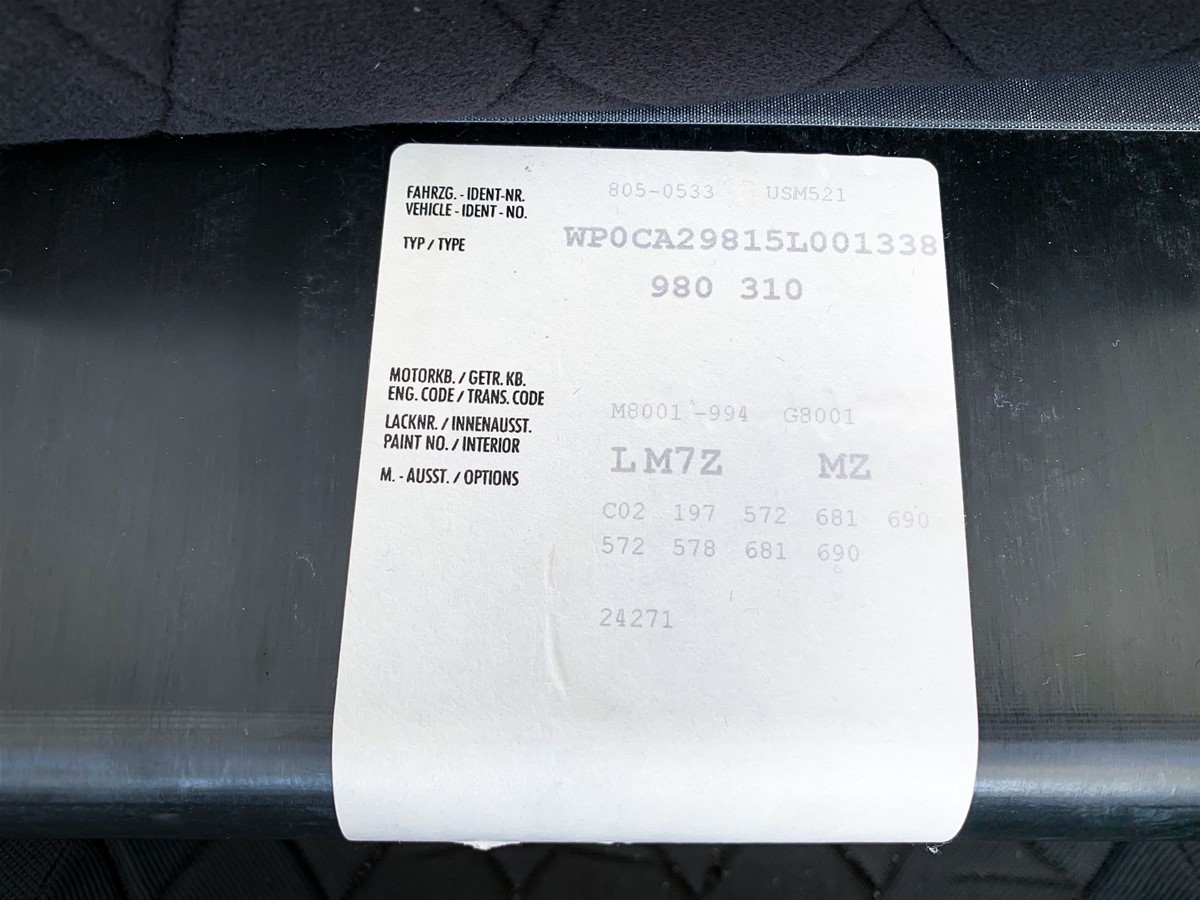 FAHRZG. - IDENT-NR. 805-0533 USM521
VEHICLE - IDENT - NO.
TYP / TYPE WP0CA29815L001338
980 310
MOTORKB. / GETR. KB.
ENG. CODE / TRANS. CODE M8001 -994 G8001
LACKNR. / INNENAUSST.
PAINT NO. / INTERIOR LM7Z MZ
M. - AUSST. / OPTIONS
C02 197 572 681 690
572 578 681 690
24271